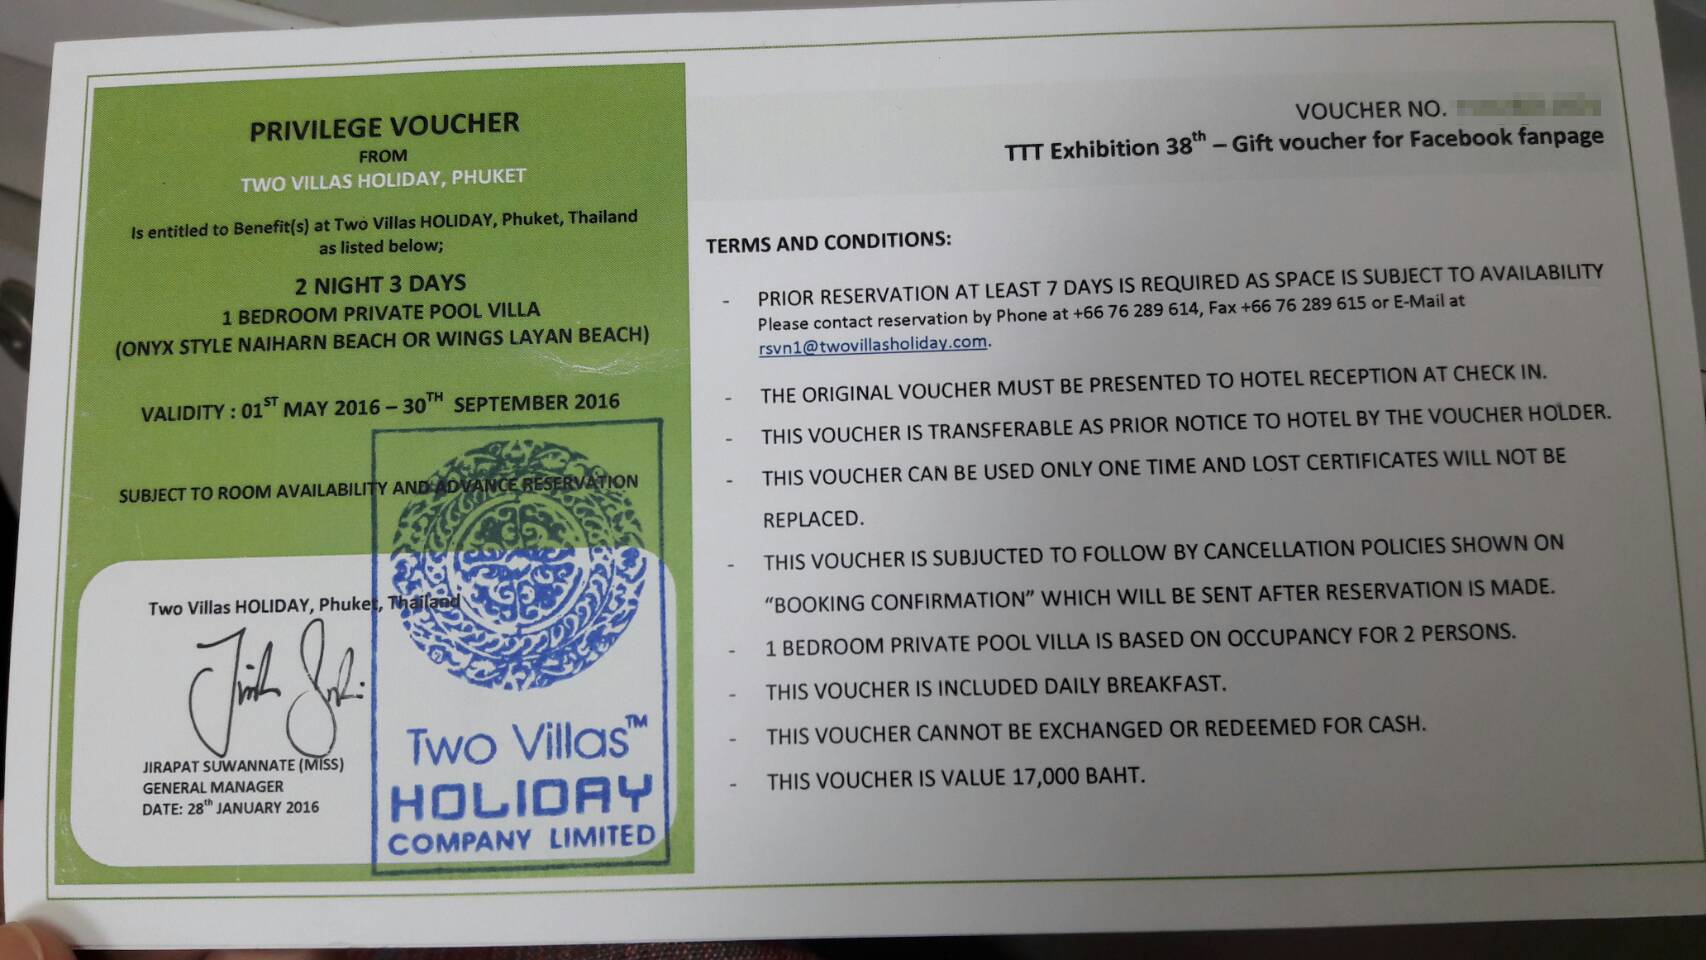 PRIVILEGE VOUCHER
FROM
TWO VILLAS HOLIDAY, PHUKET
Is entitled to Benefit(s) at Two Villas HOLIDAY, Phuket, Thailand
as listed below;
2 NIGHT 3 DAYS
1 BEDROOM PRIVATE POOL VILLA
(ONYX STYLE NAIHARN BEACH OR WINGS LAYAN BEACH)
VALIDITY : 01ST MAY 2016 – 30TH SEPTEMBER 2016
SUBJECT TO ROOM AVAILABILITY AND ADVANCE RESERVATION
Two Villas HOLIDAY, Phuket, Thailand
JIRAPAT SUWANNATE (MISS)
GENERAL MANAGER
DATE: 28th JANUARY 2016
Two Villas™
HOLIDAY
COMPANY LIMITED
VOUCHER NO.
TTT Exhibition 38th – Gift voucher for Facebook fanpage
TERMS AND CONDITIONS:
- PRIOR RESERVATION AT LEAST 7 DAYS IS REQUIRED AS SPACE IS SUBJECT TO AVAILABILITY
Please contact reservation by Phone at +66 76 289 614, Fax +66 76 289 615 or E-Mail at
rsvn1@twovillasholiday.com.
- THE ORIGINAL VOUCHER MUST BE PRESENTED TO HOTEL RECEPTION AT CHECK IN.
- THIS VOUCHER IS TRANSFERABLE AS PRIOR NOTICE TO HOTEL BY THE VOUCHER HOLDER.
- THIS VOUCHER CAN BE USED ONLY ONE TIME AND LOST CERTIFICATES WILL NOT BE
REPLACED.
- THIS VOUCHER IS SUBJUCTED TO FOLLOW BY CANCELLATION POLICIES SHOWN ON
“BOOKING CONFIRMATION” WHICH WILL BE SENT AFTER RESERVATION IS MADE.
- 1 BEDROOM PRIVATE POOL VILLA IS BASED ON OCCUPANCY FOR 2 PERSONS.
- THIS VOUCHER IS INCLUDED DAILY BREAKFAST.
- THIS VOUCHER CANNOT BE EXCHANGED OR REDEEMED FOR CASH.
- THIS VOUCHER IS VALUE 17,000 BAHT.